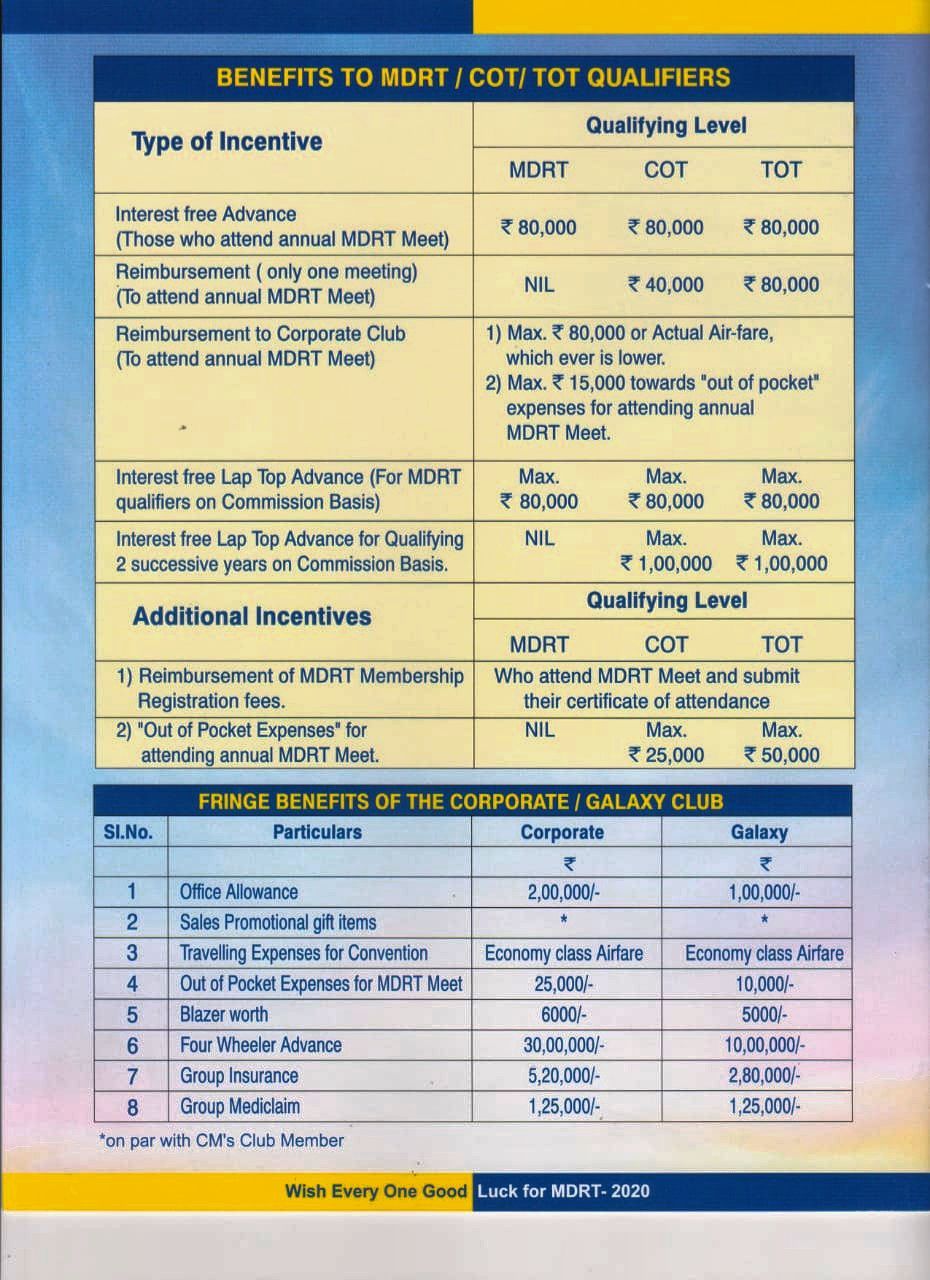 BENEFITS TO MDRT / COT/ TOT QUALIFIERS
Type of Incentive
Qualifying Level
MDRT COT TOT
Interest free Advance
(Those who attend annual MDRT Meet)
₹ 80,000 ₹ 80,000 ₹ 80,000
Reimbursement ( only one meeting)
(To attend annual MDRT Meet)
NIL ₹ 40,000 ₹ 80,000
Reimbursement to Corporate Club
(To attend annual MDRT Meet)
1) Max. ₹ 80,000 or Actual Air-fare,
which ever is lower.
2) Max. ₹ 15,000 towards "out of pocket"
expenses for attending annual
MDRT Meet.
Interest free Lap Top Advance (For MDRT
qualifiers on Commission Basis)
Max. Max. Max.
₹ 80,000 ₹ 80,000 ₹ 80,000
Interest free Lap Top Advance for Qualifying
2 successive years on Commission Basis.
NIL Max. Max.
₹ 1,00,000 ₹ 1,00,000
Additional Incentives
Qualifying Level
MDRT COT TOT
1) Reimbursement of MDRT Membership
Registration fees.
Who attend MDRT Meet and submit
their certificate of attendance
2) "Out of Pocket Expenses" for
attending annual MDRT Meet.
NIL Max. Max.
₹ 25,000 ₹ 50,000
FRINGE BENEFITS OF THE CORPORATE / GALAXY CLUB
Sl.No. Particulars Corporate Galaxy
₹ ₹
1 Office Allowance 2,00,000/- 1,00,000/-
2 Sales Promotional gift items * *
3 Travelling Expenses for Convention Economy class Airfare Economy class Airfare
4 Out of Pocket Expenses for MDRT Meet 25,000/- 10,000/-
5 Blazer worth 6000/- 5000/-
6 Four Wheeler Advance 30,00,000/- 10,00,000/-
7 Group Insurance 5,20,000/- 2,80,000/-
8 Group Mediclaim 1,25,000/- 1,25,000/-
*on par with CM's Club Member
Wish Every One Good Luck for MDRT- 2020